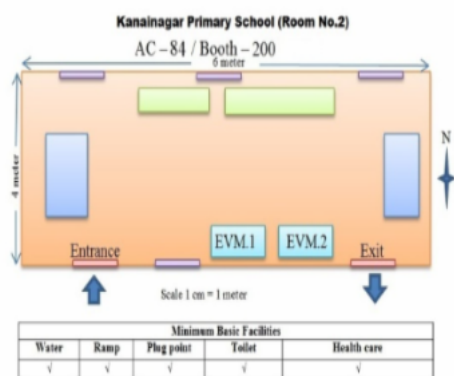 Kanainagar Primary School (Room No.2)
AC – 84 / Booth – 200
6 meter
4 meter
N
EVM.1 EVM.2
Entrance Exit
Scale 1 cm = 1 meter
Minimum Basic Facilities
Water Ramp Plug point Toilet Health care
√ √ √ √ √